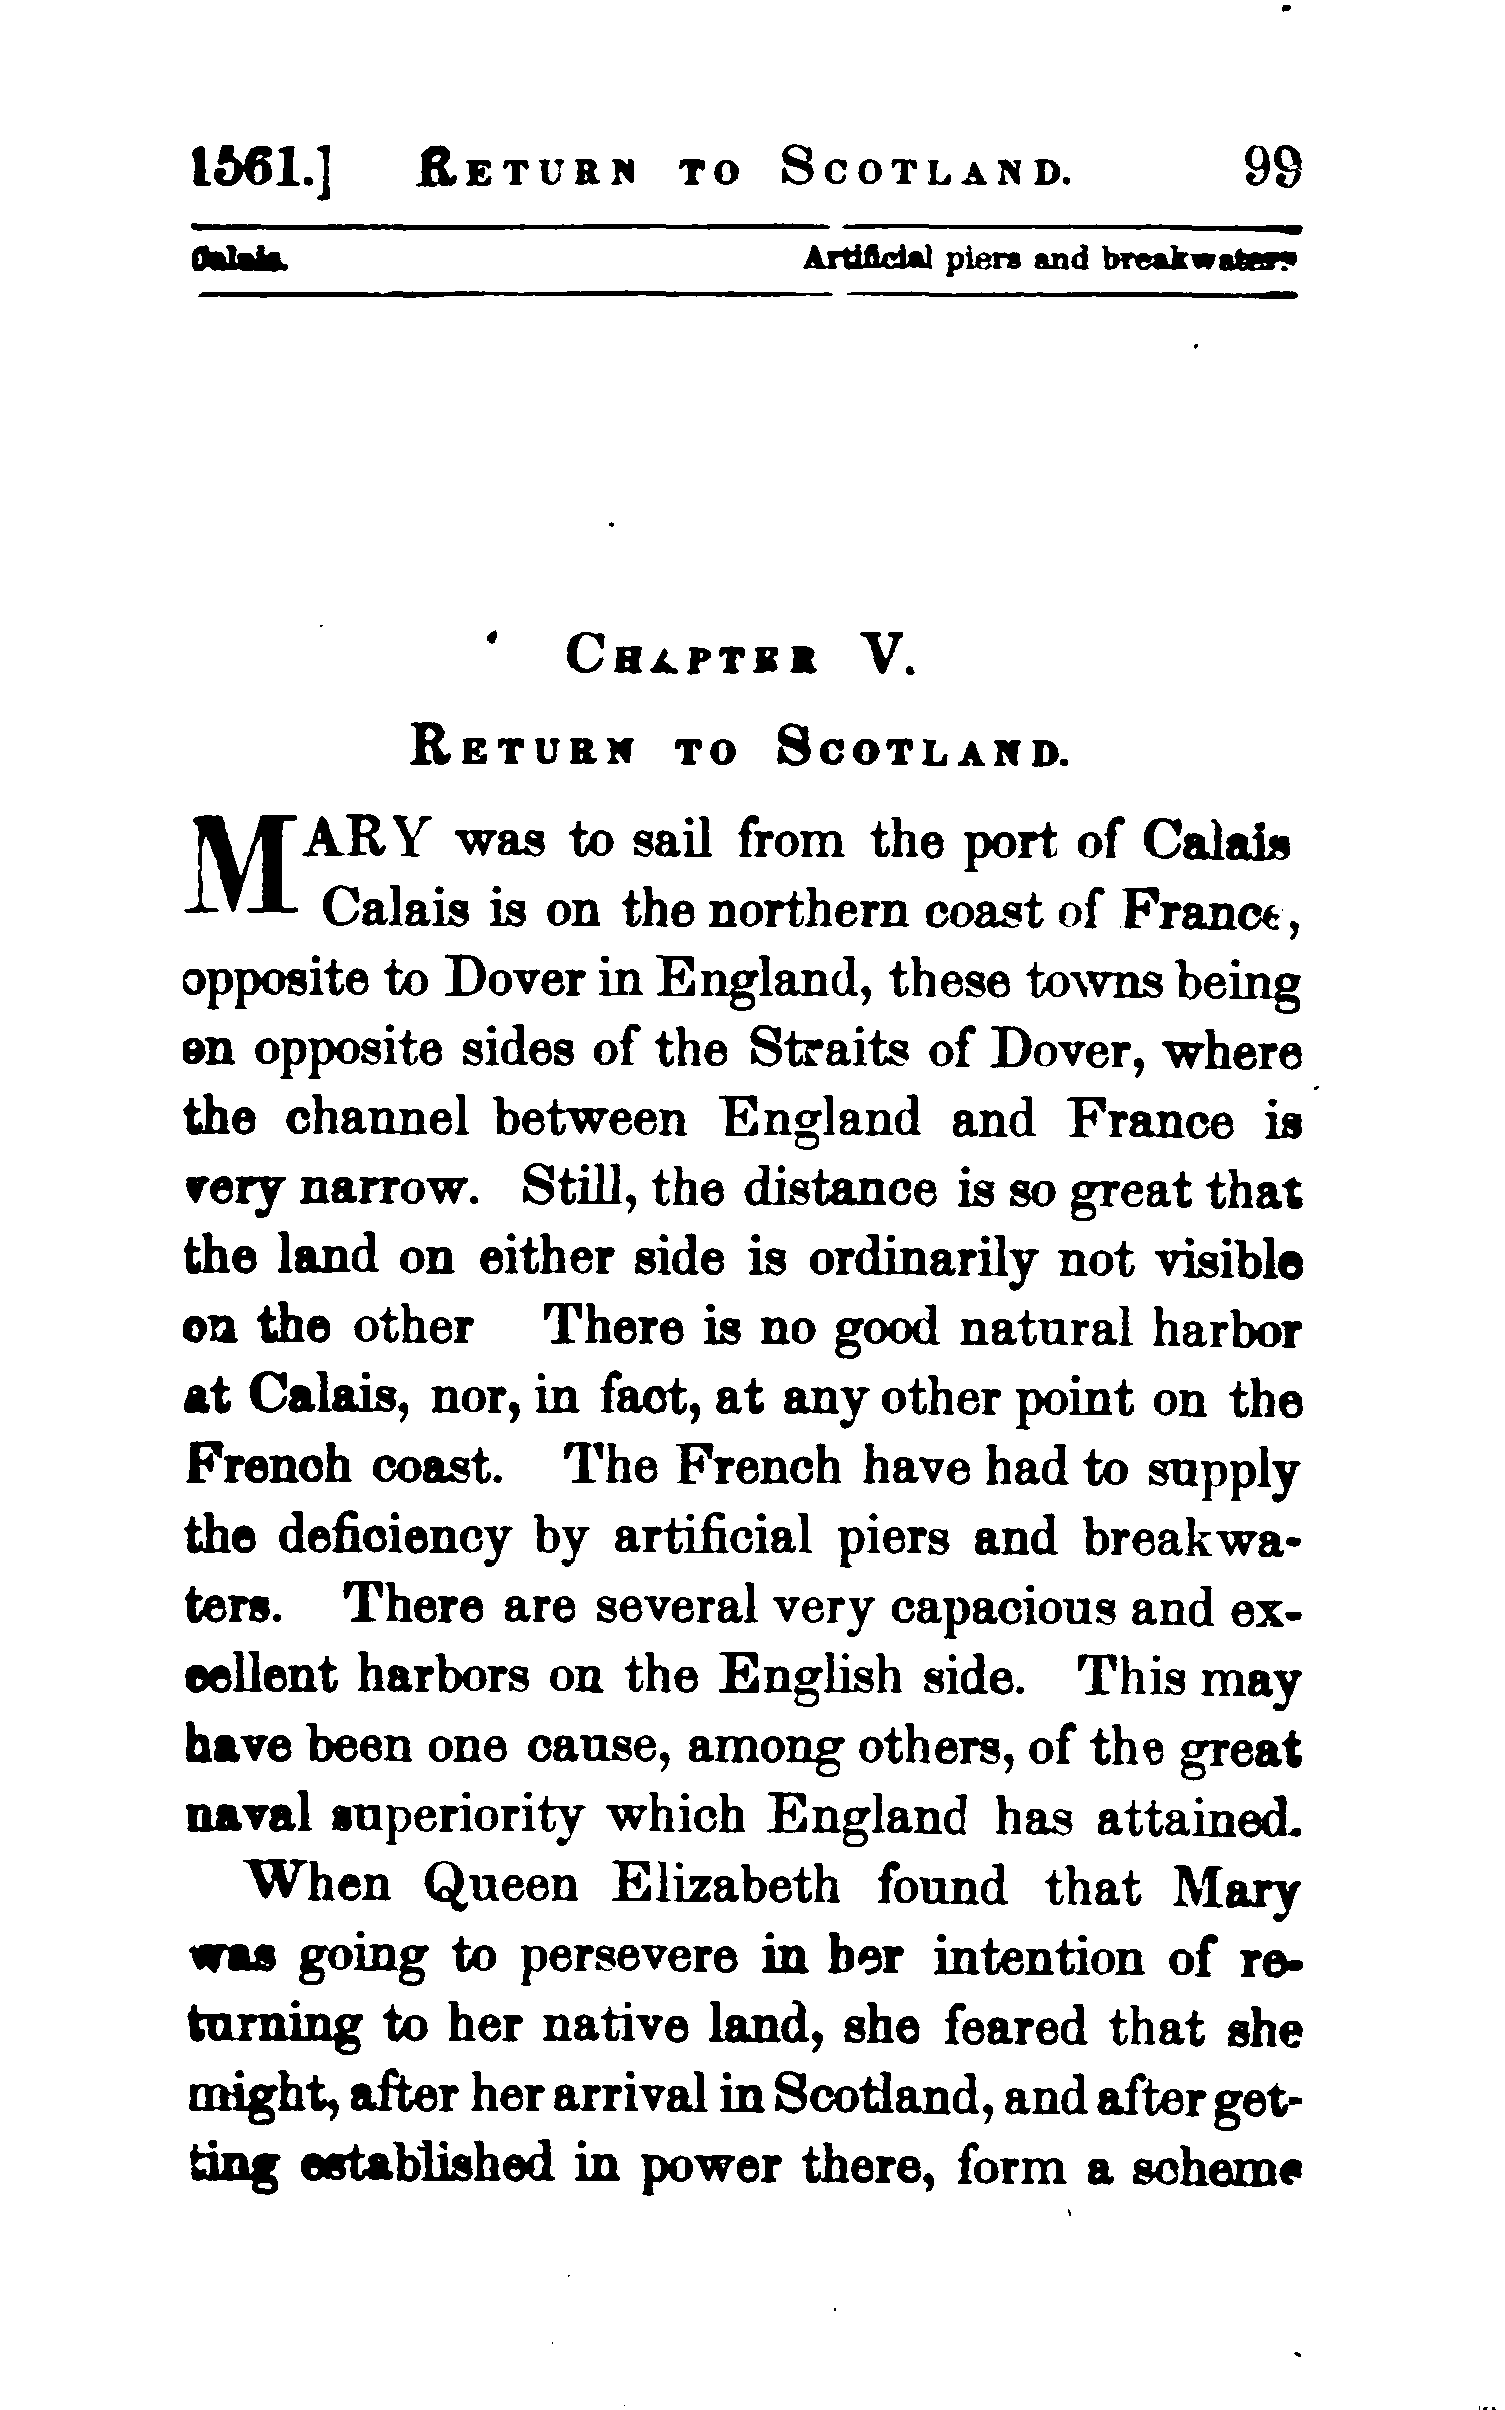 1561.] RETURN TO SCOTLAND. 99
Calais. Artificial piers and breakwaters
CHAPTER V.
RETURN TO SCOTLAND.
MARY was to sail from the port of Calais
Calais is on the northern coast of France,
opposite to Dover in England, these towns being
on opposite sides of the Straits of Dover, where
the channel between England and France is
very narrow. Still, the distance is so great that
the land on either side is ordinarily not visible
on the other There is no good natural harbor
at Calais, nor, in fact, at any other point on the
French coast. The French have had to supply
the deficiency by artificial piers and breakwa-
ters. There are several very capacious and ex-
cellent harbors on the English side. This may
have been one cause, among others, of the great
naval superiority which England has attained.
When Queen Elizabeth found that Mary
was going to persevere in her intention of re-
turning to her native land, she feared that she
might, after her arrival in Scotland, and after get-
ting established in power there, form a scheme